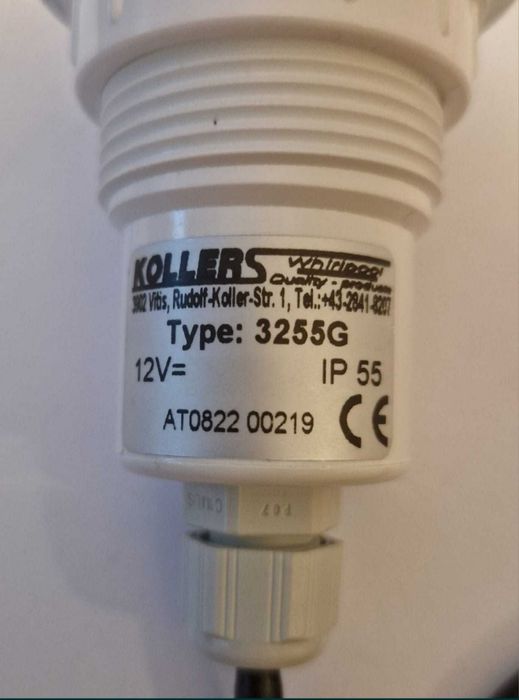 KOLLERS Whirlpool
Quality - products
3902 Vitis, Rudolf-Koller-Str. 1, Tel.:+43-2841-8207
Type: 3255G
12V= IP 55
AT0822 00219 CE